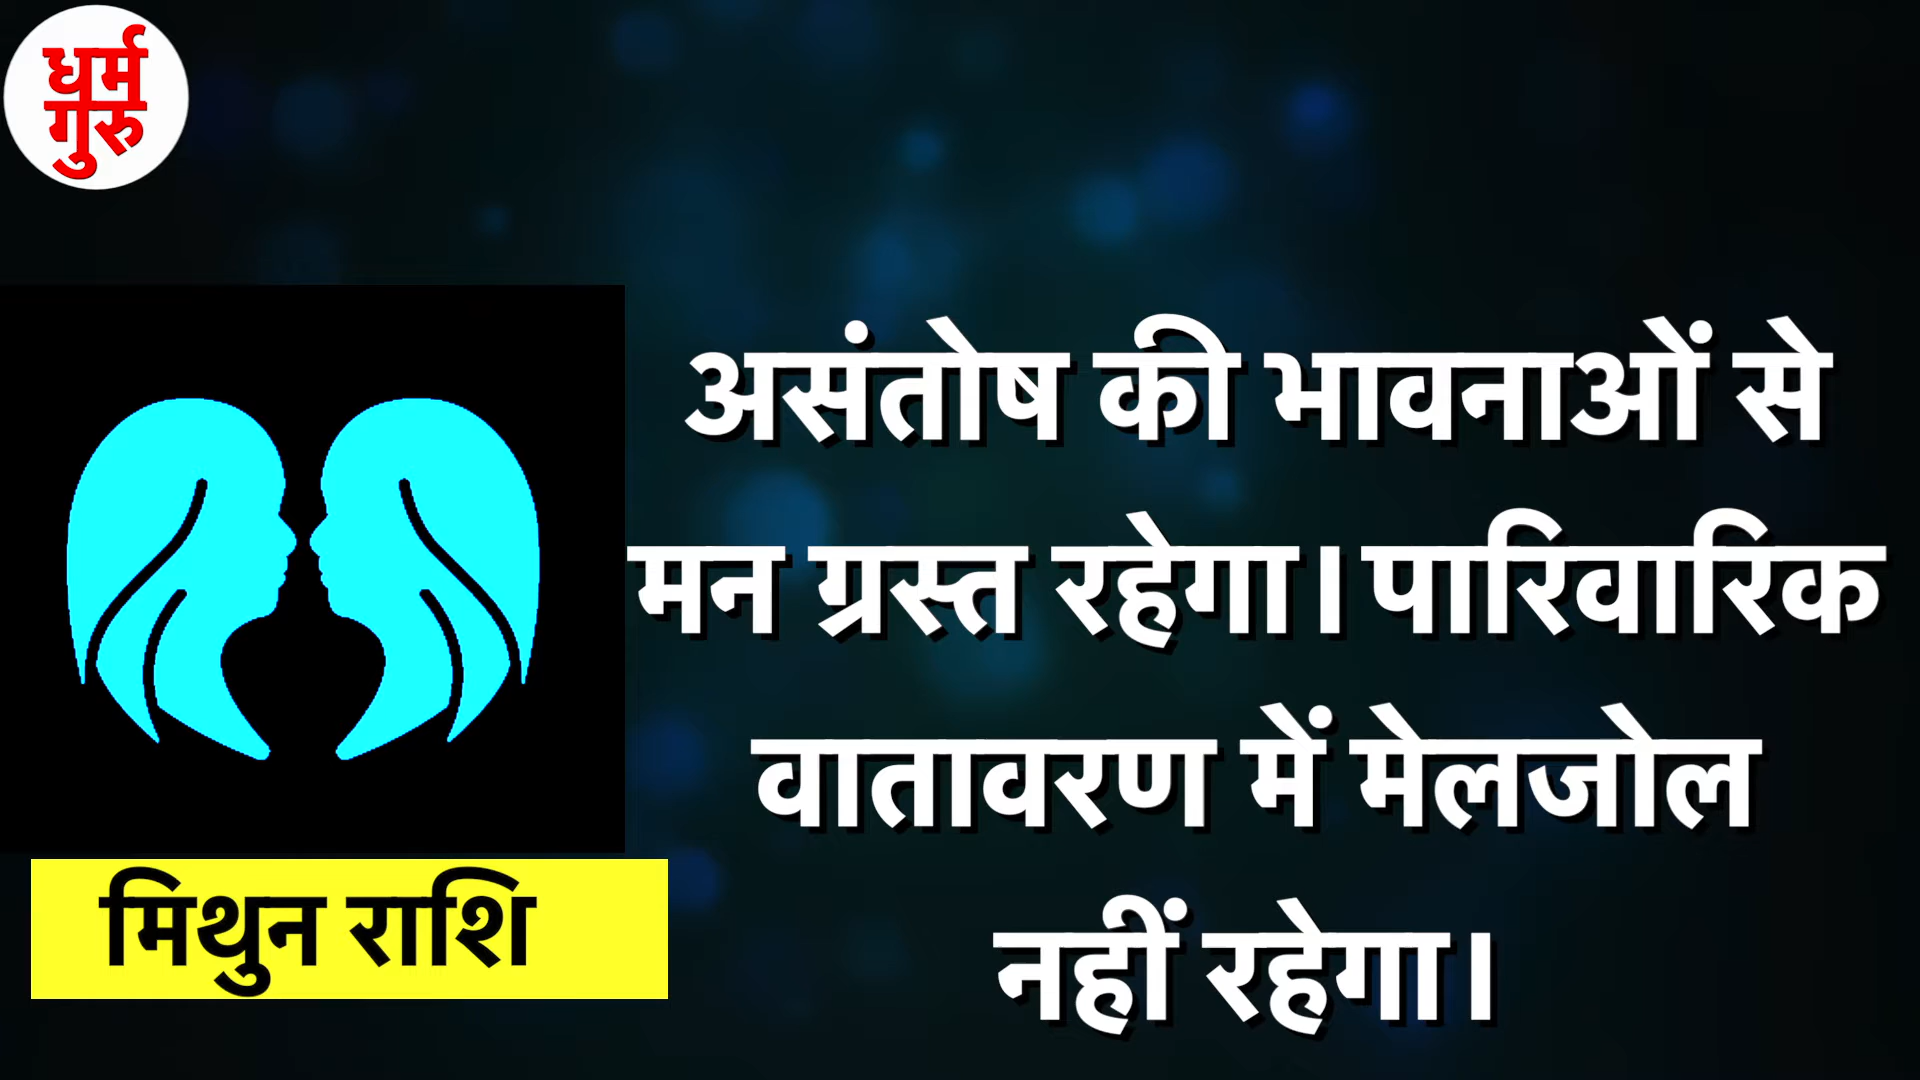 धर्म
गुरु
असंतोष की भावनाओं से
मन ग्रस्त रहेगा। पारिवारिक
वातावरण में मेलजोल
नहीं रहेगा।
मिथुन राशि